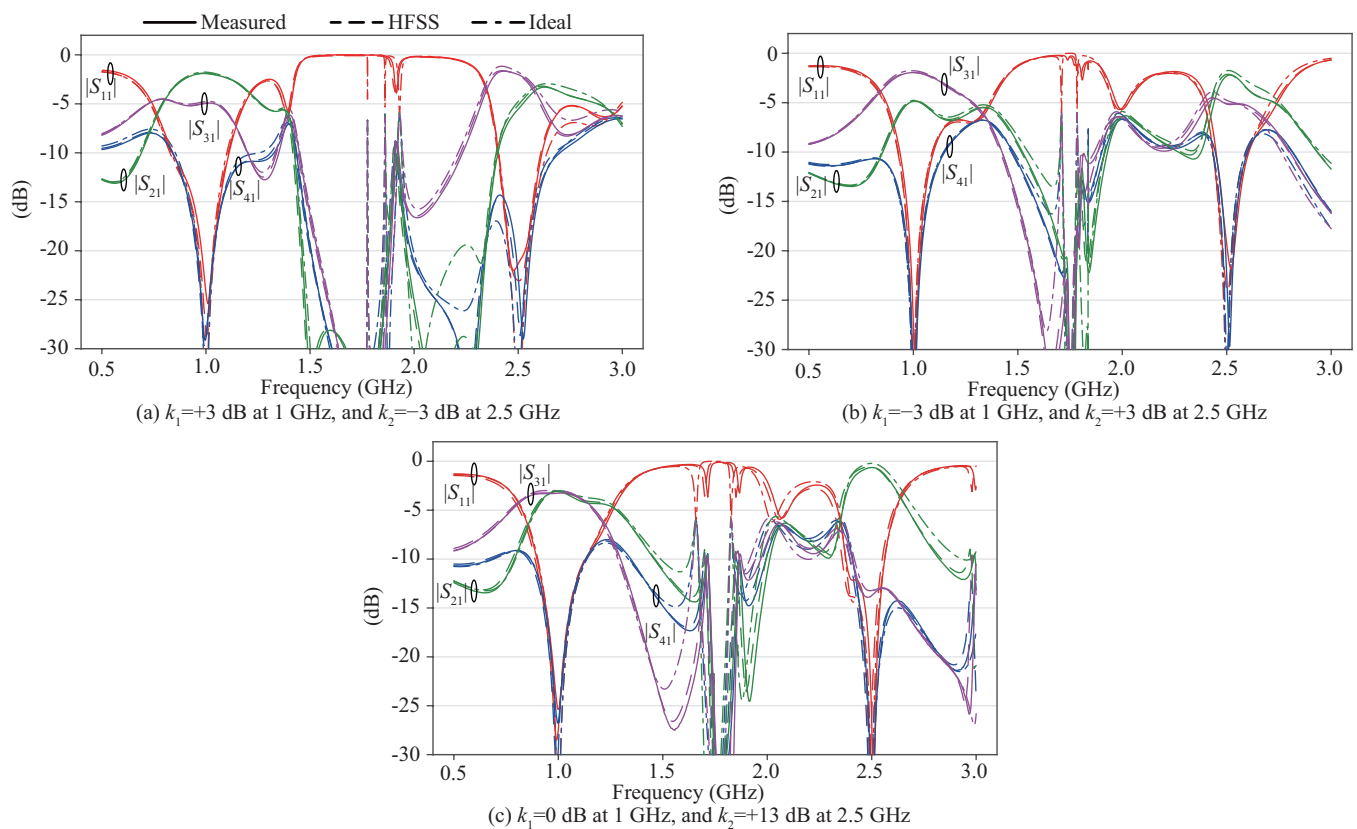 Measured HFSS Ideal
0
-5
-10
-15
-20
-25
-30
((dB)
|S11|
|S31|
|S21|
|S41|
0.5 1.0 1.5 2.0 2.5 3.0
Frequency (GHz)
(a) k1=+3 dB at 1 GHz, and k2=−3 dB at 2.5 GHz
0
-5
-10
-15
-20
-25
-30
(dB)
|S11|
|S31|
|S41|
|S21|
0.5 1.0 1.5 2.0 2.5 3.0
Frequency (GHz)
(b) k1=−3 dB at 1 GHz, and k2=+3 dB at 2.5 GHz
0
-5
-10
-15
-20
-25
-30
(dB)
|S11|
|S31|
|S21|
|S41|
0.5 1.0 1.5 2.0 2.5 3.0
Frequency (GHz)
(c) k1=0 dB at 1 GHz, and k2=+13 dB at 2.5 GHz